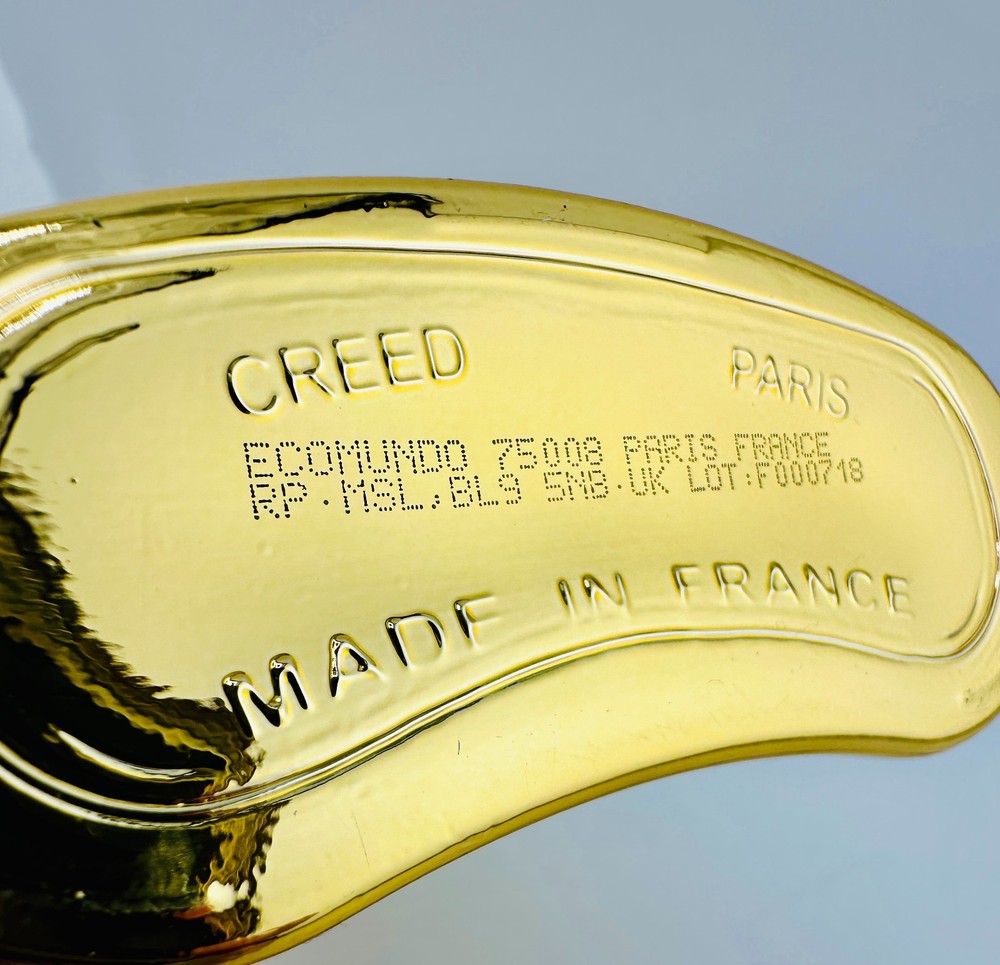 CREED PARIS
ECOMUNDO 75008 PARIS FRANCE
RP·MSL,BL9 5NB·UK LOT:F000718
MADE IN FRANCE